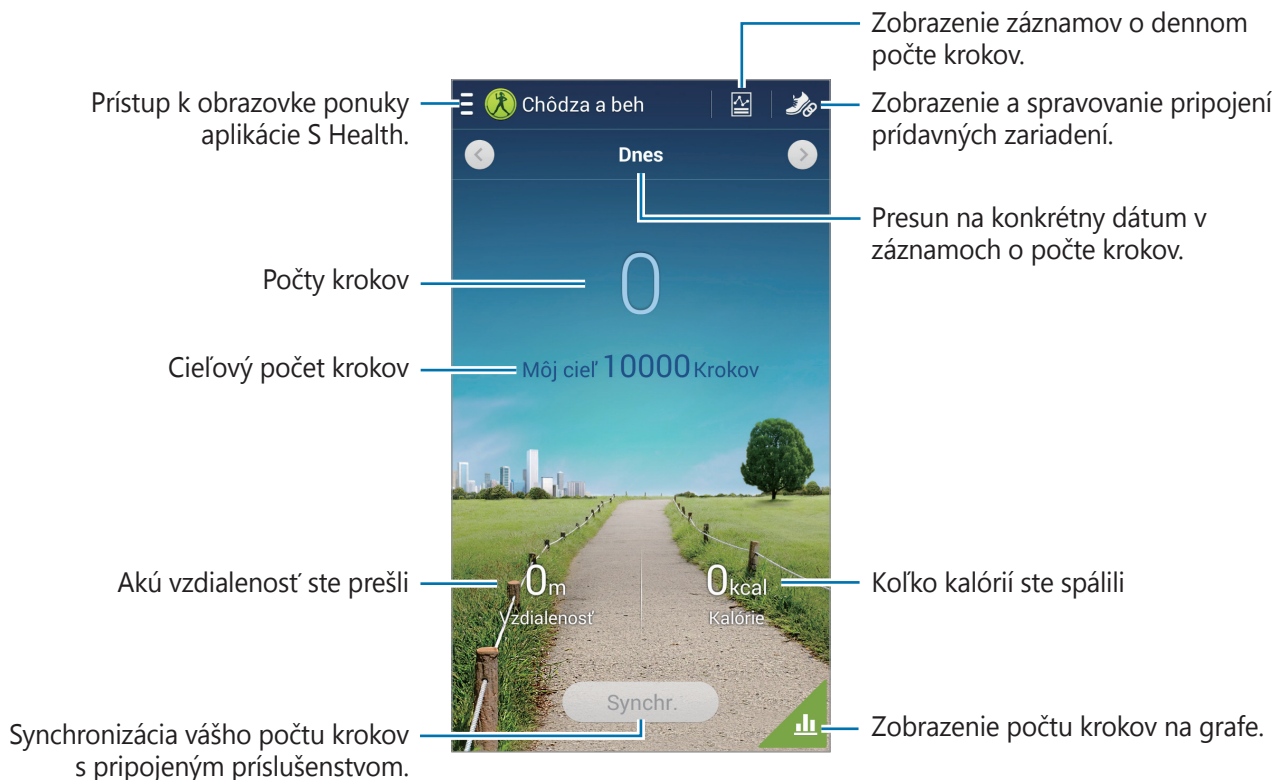 Zobrazenie záznamov o dennom
počte krokov.
Prístup k obrazovke ponuky
aplikácie S Health.
Chôdza a beh
Zobrazenie a spravovanie pripojení
prídavných zariadení.
Dnes
Presun na konkrétny dátum v
záznamoch o počte krokov.
Počty krokov
0
Cieľový počet krokov
Môj cieľ 10000 Krokov
Akú vzdialenosť ste prešli
0m
Vzdialenosť
0kcal
Kalórie
Koľko kalórií ste spálili
Synchr.
Synchronizácia vášho počtu krokov
s pripojeným príslušenstvom.
Zobrazenie počtu krokov na grafe.